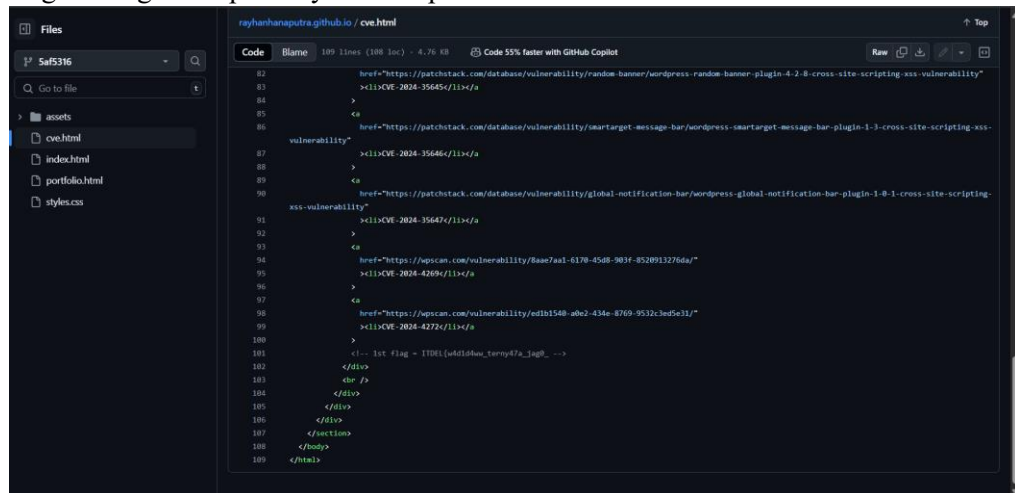 Files
5af5316
Go to file
t
assets
cve.html
index.html
portfolio.html
styles.css
rayhanhanaputra.github.io / cve.html
Top
Code Blame 109 lines (108 loc) · 4.76 KB Code 55% faster with GitHub Copilot Raw
82 href="https://patchstack.com/database/vulnerability/random-banner/wordpress-random-banner-plugin-4-2-8-cross-site-scripting-xss-vulnerability"
83 ><li>CVE-2024-35645</li></a
84 >
85 <a
86 href="https://patchstack.com/database/vulnerability/smartarget-message-bar/wordpress-smartarget-message-bar-plugin-1-3-cross-site-scripting-xss-
vulnerability"
87 ><li>CVE-2024-35646</li></a
88 >
89 <a
90 href="https://patchstack.com/database/vulnerability/global-notification-bar/wordpress-global-notification-bar-plugin-1-0-1-cross-site-scripting-
xss-vulnerability"
91 ><li>CVE-2024-35647</li></a
92 >
93 <a
94 href="https://wpscan.com/vulnerability/8aae7aa1-6170-45d8-903f-8520913276da/"
95 ><li>CVE-2024-4269</li></a
96 >
97 <a
98 href="https://wpscan.com/vulnerability/ed1b1540-a0e2-434e-8769-9532c3ed5e31/"
99 ><li>CVE-2024-4272</li></a
100 >
101 <!-- 1st flag = ITDEL{w4d1d4ww_terny47a_jag0_ -->
102 </div>
103 <br />
104 </div>
105 </div>
106 </div>
107 </section>
108 </body>
109 </html>